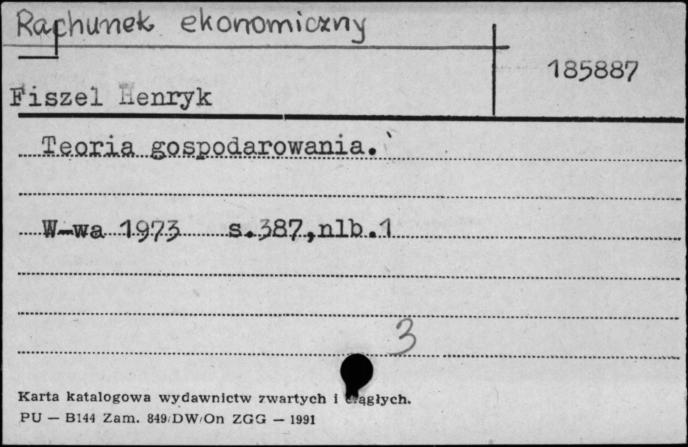 Rachunek ekonomiczny
185887
Fiszel Henryk
Teoria gospodarowania.
W-wa 1973 s.387,nlb.1
3
Karta katalogowa wydawnictw zwartych i ciągłych.
PU — B144 Zam. 849/DW/On ZGG — 1991